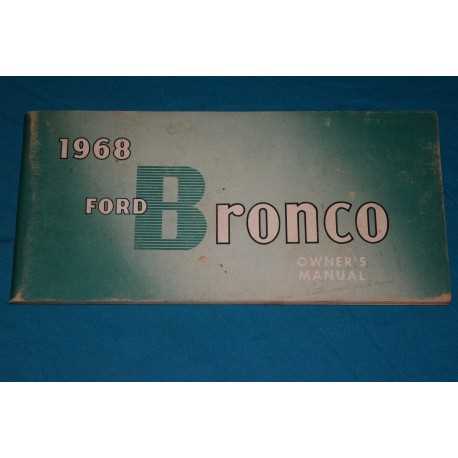 1968
FORD Bronco
OWNER'S
MANUAL